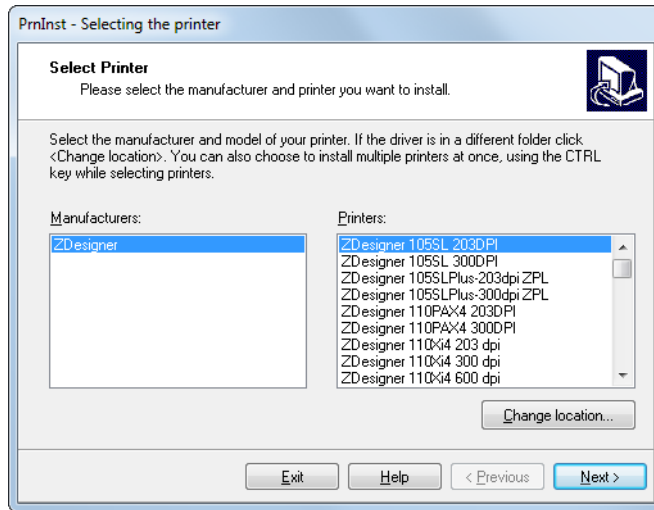 PrnInst - Selecting the printer
Select Printer
Please select the manufacturer and printer you want to install.
Select the manufacturer and model of your printer. If the driver is in a different folder click
<Change location>. You can also choose to install multiple printers at once, using the CTRL
key while selecting printers.
Manufacturers:
ZDesigner
Printers:
ZDesigner 105SL 203DPI
ZDesigner 105SL 300DPI
ZDesigner 105SLPlus-203dpi ZPL
ZDesigner 105SLPlus-300dpi ZPL
ZDesigner 110PAX4 203DPI
ZDesigner 110PAX4 300DPI
ZDesigner 110Xi4 203 dpi
ZDesigner 110Xi4 300 dpi
ZDesigner 110Xi4 600 dpi
Change location...
Exit
Help
< Previous
Next >